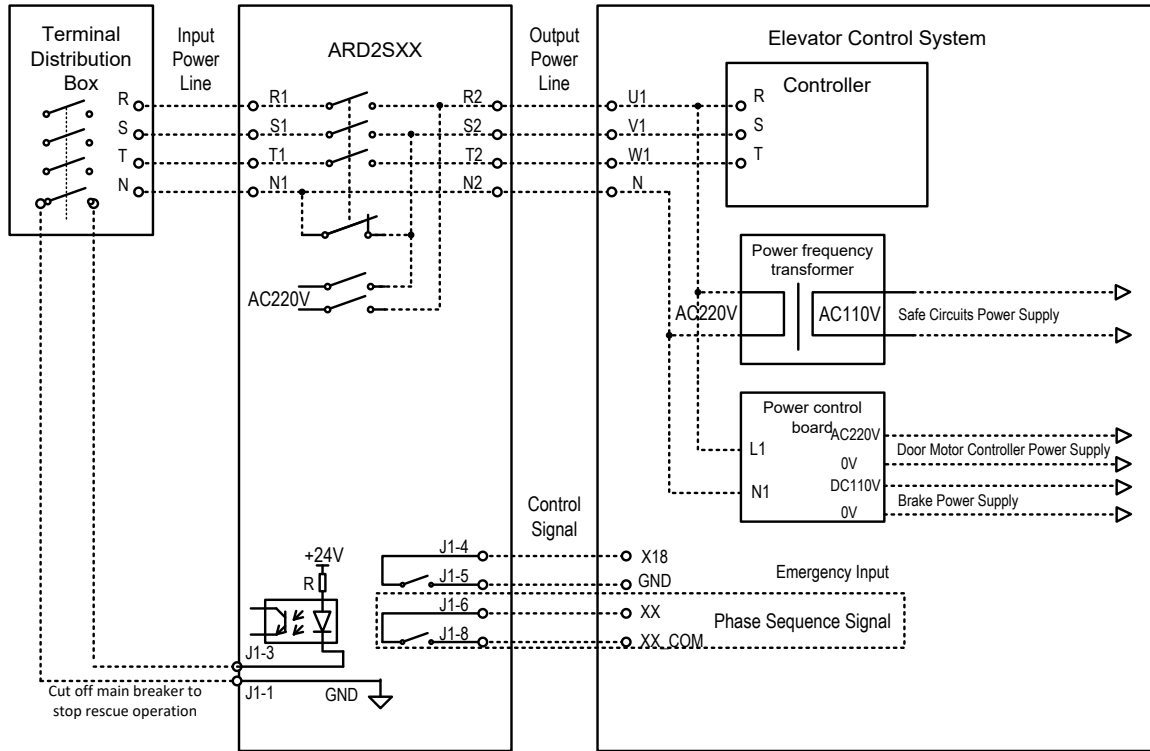 Terminal
Distribution
Box
R
S
T
N
Input
Power
Line
ARD2SXX
R1
S1
T1
N1
R2
S2
T2
N2
AC220V
Output
Power
Line
Elevator Control System
U1
V1
W1
N
Controller
R
S
T
Power frequency
transformer
AC220V
AC110V
Safe Circuits Power Supply
Power control
board
L1
N1
AC220V
0V
DC110V
0V
Door Motor Controller Power Supply
Brake Power Supply
Control
Signal
+24V
R
J1-3
J1-1
GND
J1-4
J1-5
J1-6
J1-8
X18
GND
Emergency Input
XX
Phase Sequence Signal
XX_COM
Cut off main breaker to
stop rescue operation